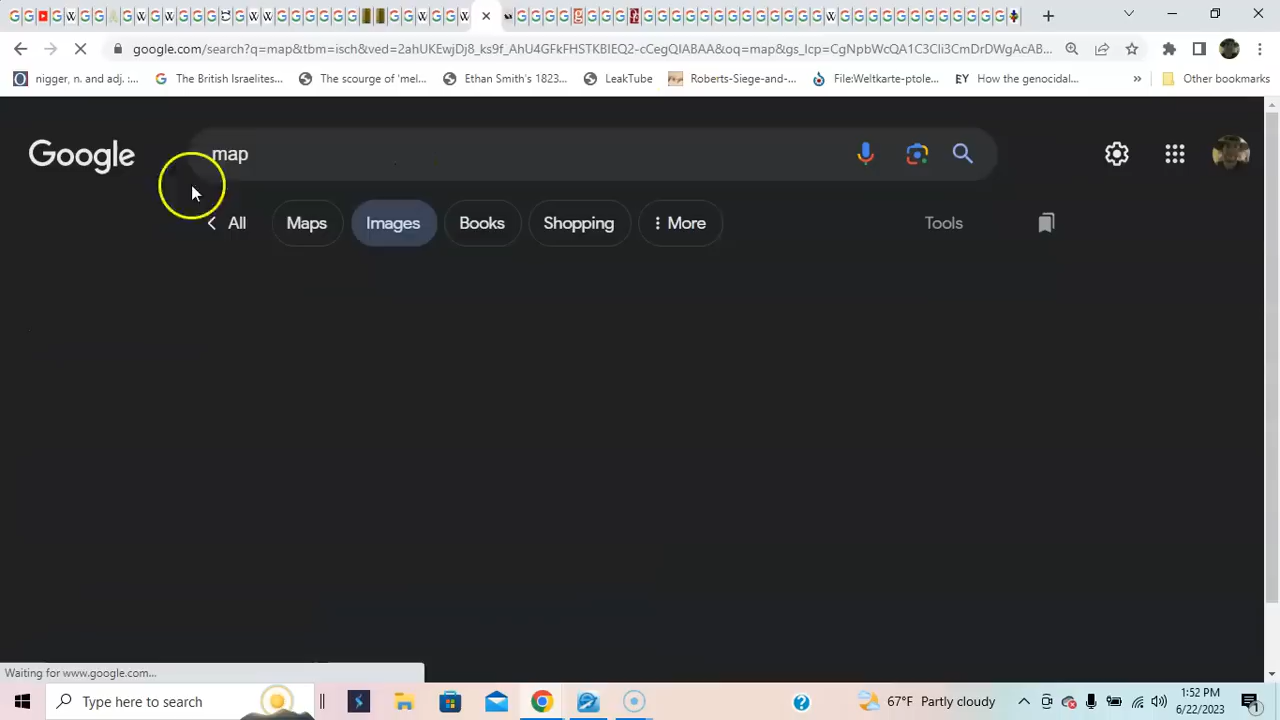 google.com/search?q=map&tbm=isch&ved=2ahUKEwjDj8_ks9f_AhU4GFkFHSTKBIEQ2-cCegQIABAA&oq=map&gs_lcp=CgNpbWcQA1C3Cli3CmDrDWgAcAB...
nigger, n. and adj. :... The British Israelites... The scourge of 'mel... Ethan Smith's 1823... LeakTube Roberts-Siege-and-... File:Weltkarte-ptole... EY How the genocidal... » Other bookmarks
Google map
All Maps Images Books Shopping More Tools
Waiting for www.google.com...
Type here to search 67°F Partly cloudy 1:52 PM
6/22/2023